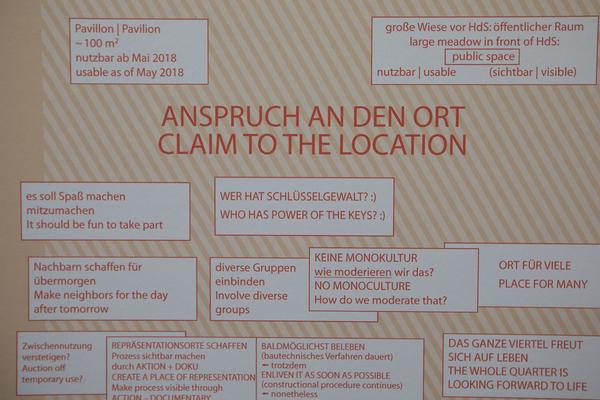 Pavillon | Pavilion
~ 100 m²
nutzbar ab Mai 2018
usable as of May 2018
große Wiese vor HdS: öffentlicher Raum
large meadow in front of HdS:
public space
nutzbar | usable (sichtbar | visible)
ANSPRUCH AN DEN ORT
CLAIM TO THE LOCATION
es soll Spaß machen
mitzumachen
It should be fun to take part
WER HAT SCHLÜSSELGEWALT? :)
WHO HAS POWER OF THE KEYS? :)
Nachbarn schaffen für
übermorgen
Make neighbors for the day
after tomorrow
diverse Gruppen
einbinden
Involve diverse
groups
KEINE MONOKULTUR
wie moderieren wir das?
NO MONOCULTURE
How do we moderate that?
ORT FÜR VIELE
PLACE FOR MANY
Zwischennutzung
verstetigen?
Auction off
temporary use?
REPRÄSENTATIONSORTE SCHAFFEN
Prozess sichtbar machen
durch AKTION + DOKU
CREATE A PLACE OF REPRESENTATION
Make process visible through
ACTION - DOCUMENTARY
BALDMÖGLICHST BELEBEN
(bautechnisches Verfahren dauert)
– trotzdem
ENLIVEN IT AS SOON AS POSSIBLE
(constructional procedure continues)
– nonetheless
DAS GANZE VIERTEL FREUT
SICH AUF LEBEN
THE WHOLE QUARTER IS
LOOKING FORWARD TO LIFE